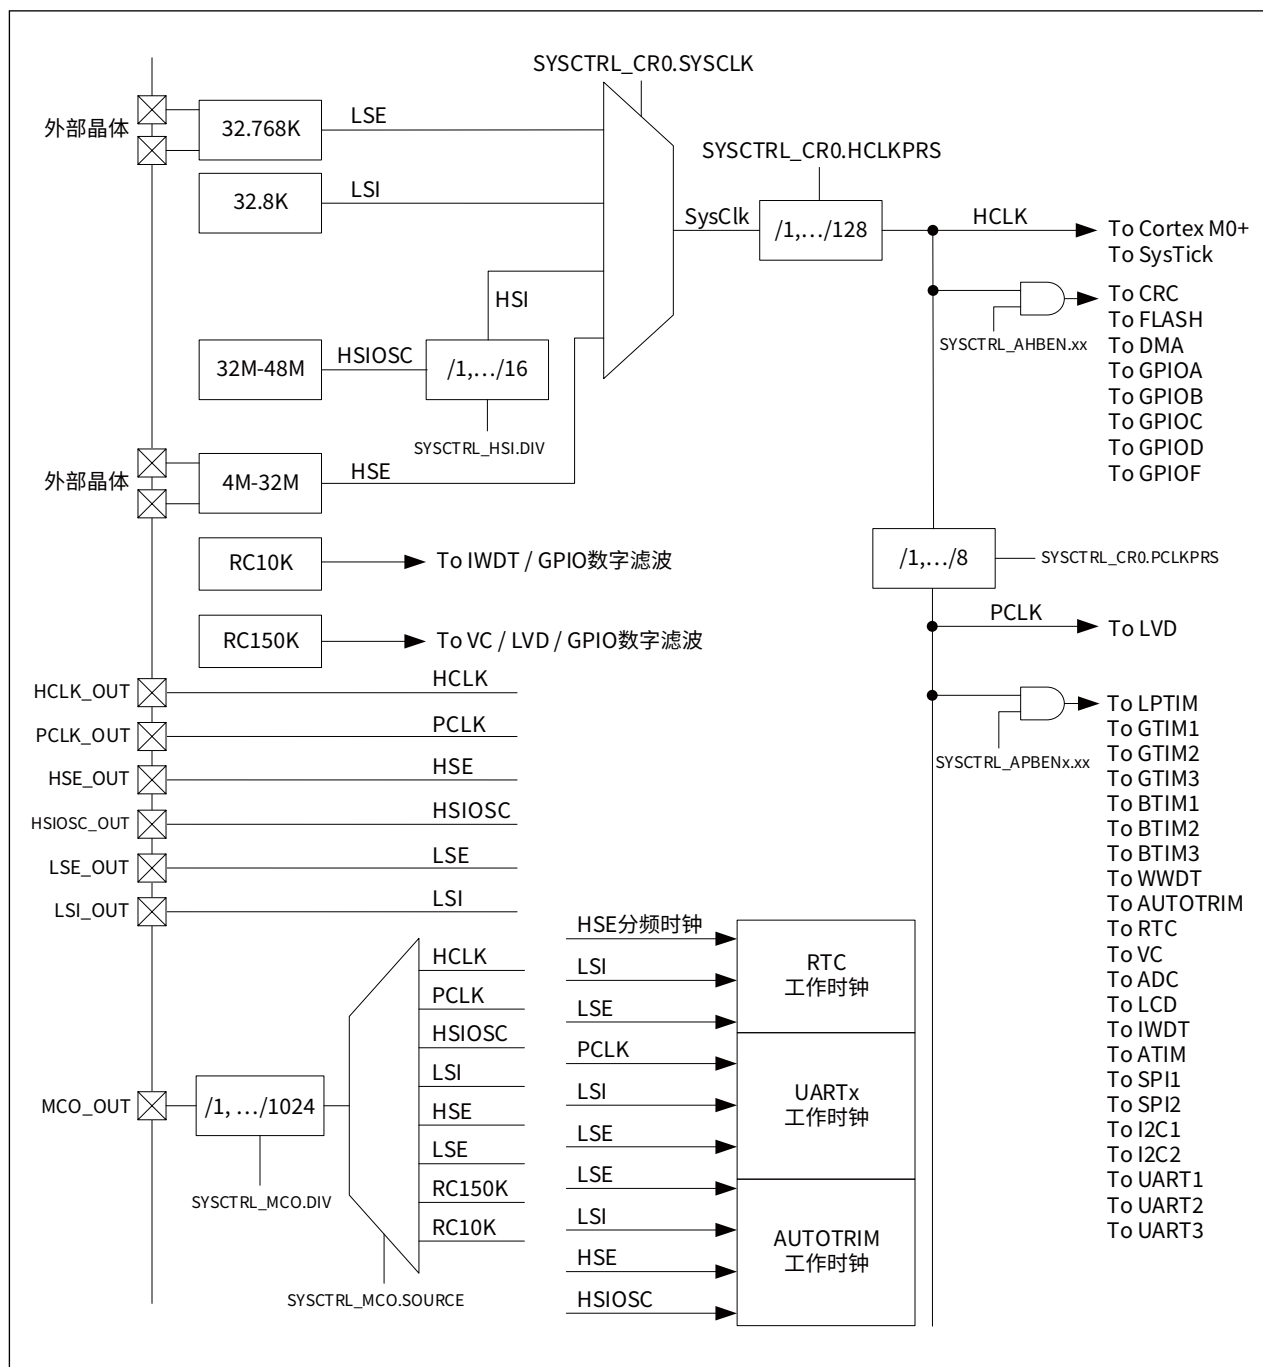 SYSCTRL_CR0.SYSCLK
外部晶体
32.768K
LSE
32.8K
LSI
SYSCTRL_CR0.HCLKPRS
SysClk
/1,…/128
HCLK
To Cortex M0+
To SysTick
HSI
32M-48M
HSIOSC
/1,…/16
SYSCTRL_HSI.DIV
SYSCTRL_AHBEN.xx
To CRC
To FLASH
To DMA
To GPIOA
To GPIOB
To GPIOC
To GPIOD
To GPIOF
外部晶体
4M-32M
HSE
RC10K
To IWDT / GPIO数字滤波
RC150K
To VC / LVD / GPIO数字滤波
/1,…/8
SYSCTRL_CR0.PCLKPRS
PCLK
To LVD
HCLK_OUT
HCLK
PCLK_OUT
PCLK
HSE_OUT
HSE
HSIOSC_OUT
HSIOSC
LSE_OUT
LSE
LSI_OUT
LSI
SYSCTRL_APBENx.xx
To LPTIM
To GTIM1
To GTIM2
To GTIM3
To BTIM1
To BTIM2
To BTIM3
To WWDT
To AUTOTRIM
To RTC
To VC
To ADC
To LCD
To IWDT
To ATIM
To SPI1
To SPI2
To I2C1
To I2C2
To UART1
To UART2
To UART3
MCO_OUT
/1, …/1024
SYSCTRL_MCO.DIV
HCLK
PCLK
HSIOSC
LSI
HSE
LSE
RC150K
RC10K
SYSCTRL_MCO.SOURCE
HSE分频时钟
LSI
LSE
RTC
工作时钟
PCLK
LSI
LSE
UARTx
工作时钟
LSE
LSI
HSE
HSIOSC
AUTOTRIM
工作时钟